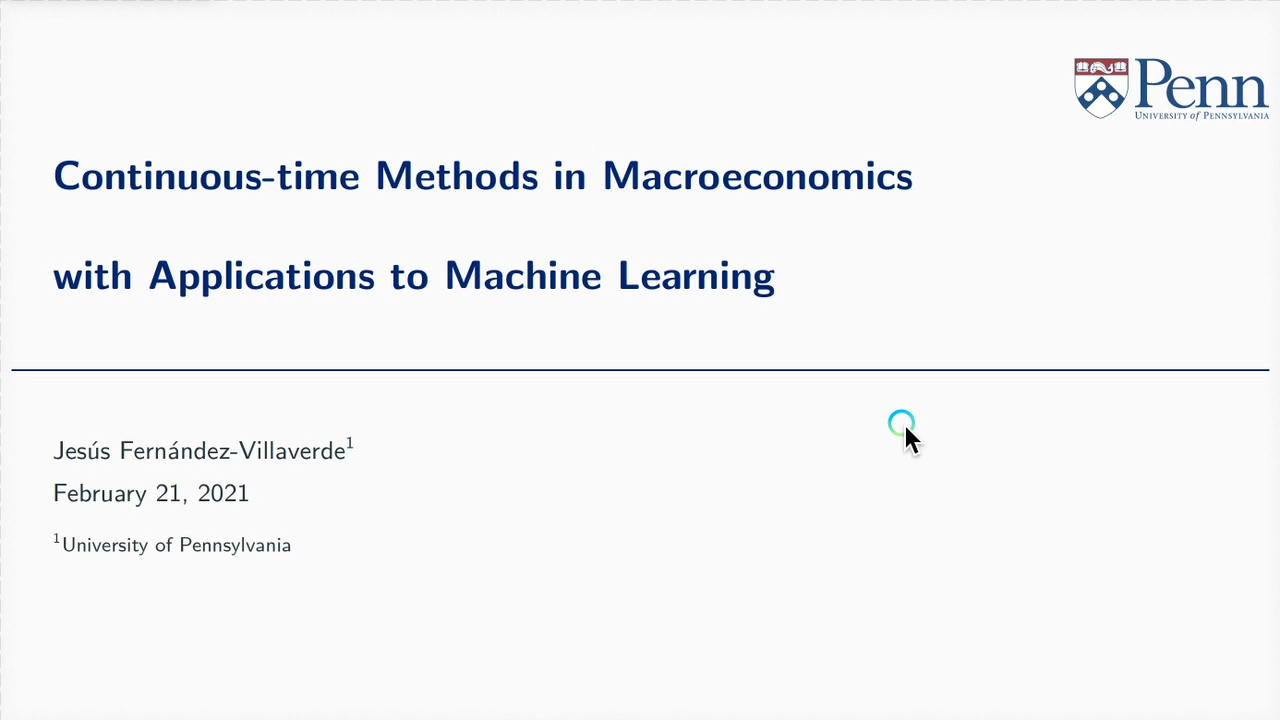 Penn
UNIVERSITY of PENNSYLVANIA
Continuous-time Methods in Macroeconomics
with Applications to Machine Learning
Jesús Fernández-Villaverde¹
February 21, 2021
¹University of Pennsylvania